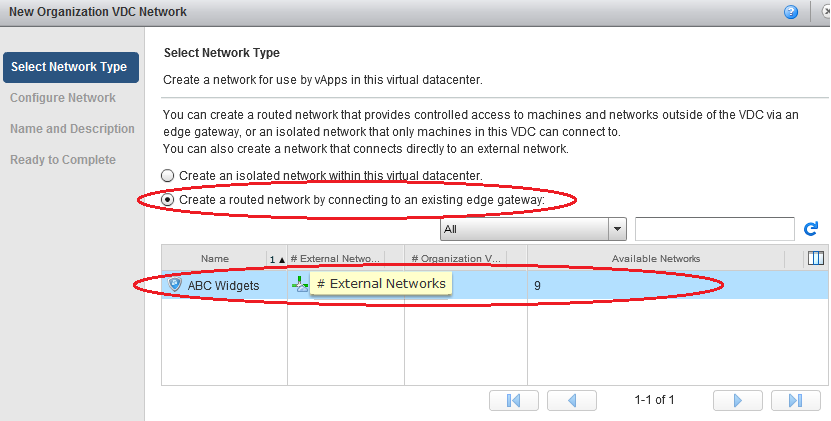 New Organization VDC Network
Select Network Type
Configure Network
Name and Description
Ready to Complete
Select Network Type
Create a network for use by vApps in this virtual datacenter.
You can create a routed network that provides controlled access to machines and networks outside of the VDC via an
edge gateway, or an isolated network that only machines in this VDC can connect to.
You can also create a network that connects directly to an external network.
Create an isolated network within this virtual datacenter.
Create a routed network by connecting to an existing edge gateway:
All
Name 1 ▲ # External Netwo... # Organization V... Available Networks
ABC Widgets # External Networks 9
1-1 of 1